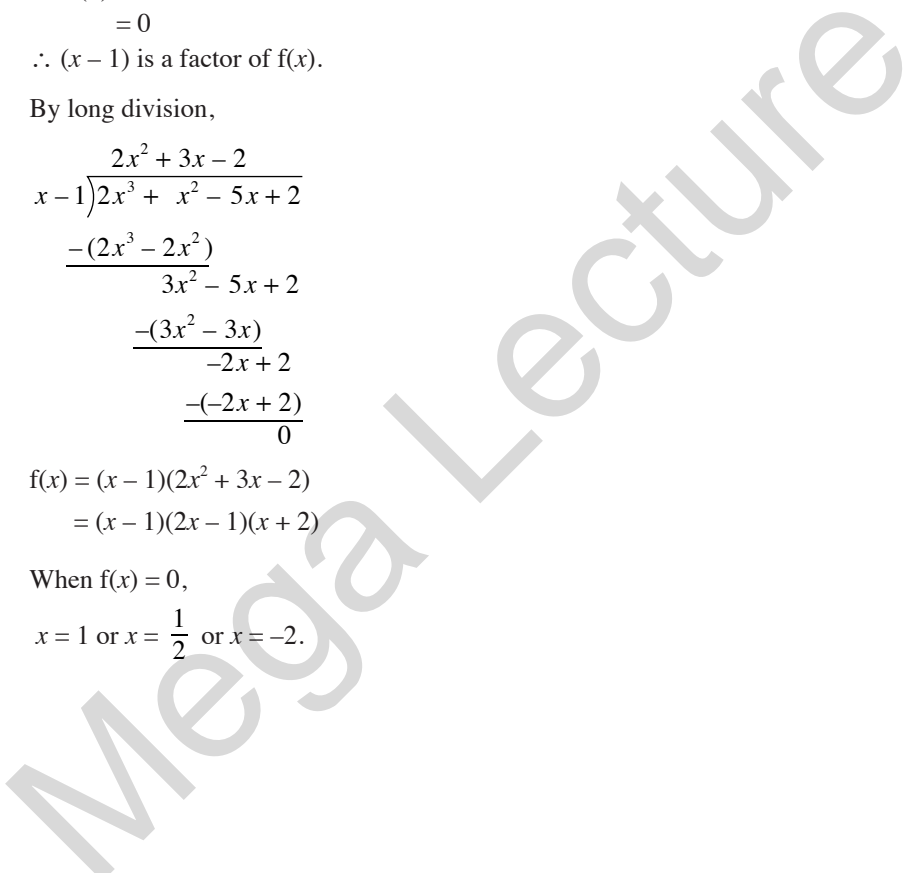 = 0
∴ (x – 1) is a factor of f(x).
By long division,
2x² + 3x – 2
x – 1)2x³ + x² – 5x + 2
–(2x³ – 2x²)
3x² – 5x + 2
–(3x² – 3x)
–2x + 2
–(–2x + 2)
0
f(x) = (x – 1)(2x² + 3x – 2)
= (x – 1)(2x – 1)(x + 2)
When f(x) = 0,
x = 1 or x = 1/2 or x = –2.
Mega Lecture